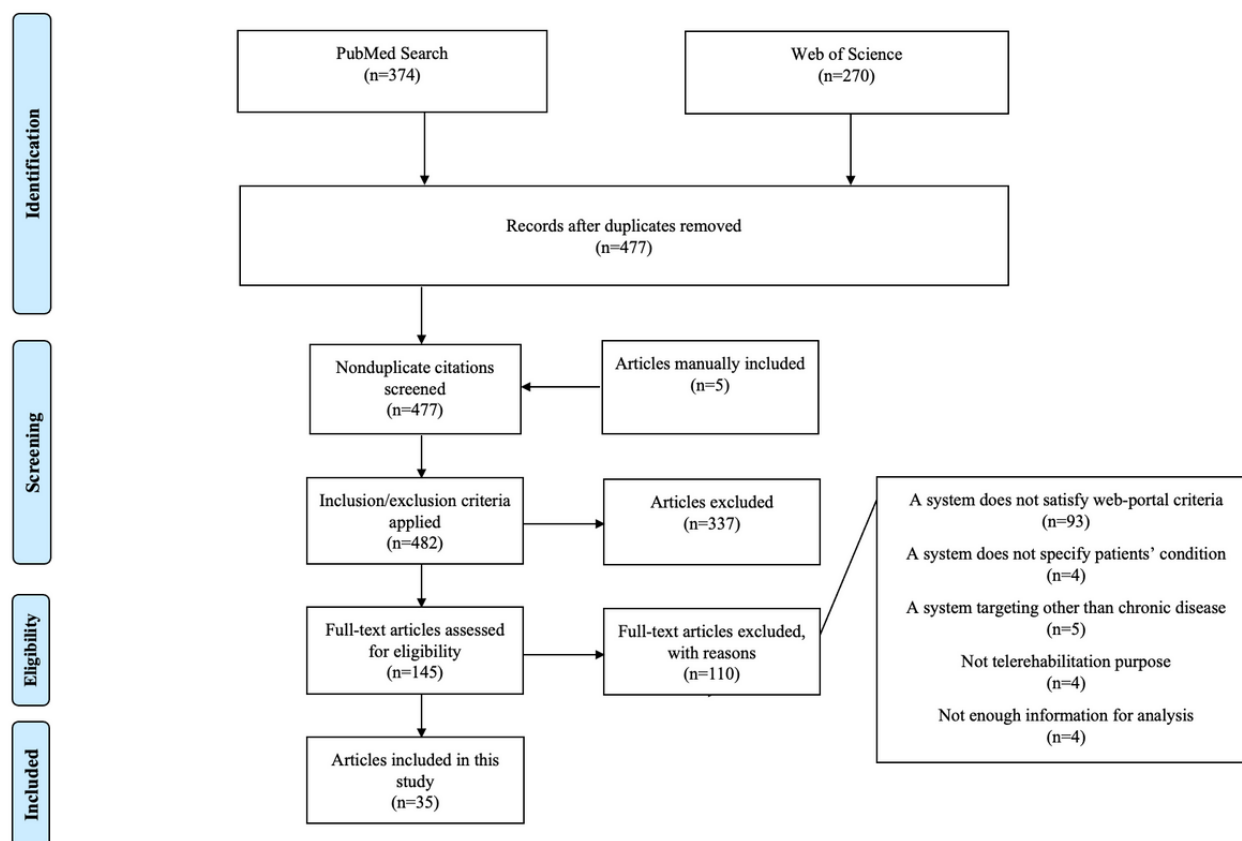 Identification
PubMed Search
(n=374)
Web of Science
(n=270)
Records after duplicates removed
(n=477)
Screening
Nonduplicate citations
screened
(n=477)
Articles manually included
(n=5)
Inclusion/exclusion criteria
applied
(n=482)
Articles excluded
(n=337)
Eligibility
Full-text articles assessed
for eligibility
(n=145)
Full-text articles excluded,
with reasons
(n=110)
A system does not satisfy web-portal criteria
(n=93)
A system does not specify patients’ condition
(n=4)
A system targeting other than chronic disease
(n=5)
Not telerehabilitation purpose
(n=4)
Not enough information for analysis
(n=4)
Included
Articles included in this
study
(n=35)